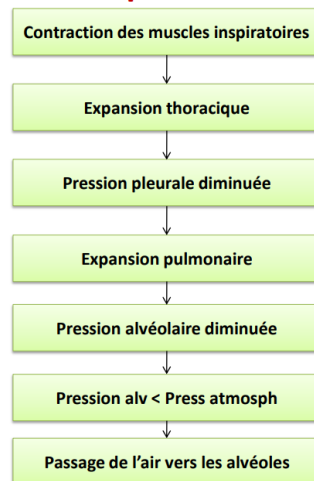 Contraction des muscles inspiratoires
Expansion thoracique
Pression pleurale diminuée
Expansion pulmonaire
Pression alvéolaire diminuée
Pression alv < Press atmosph
Passage de l'air vers les alvéoles